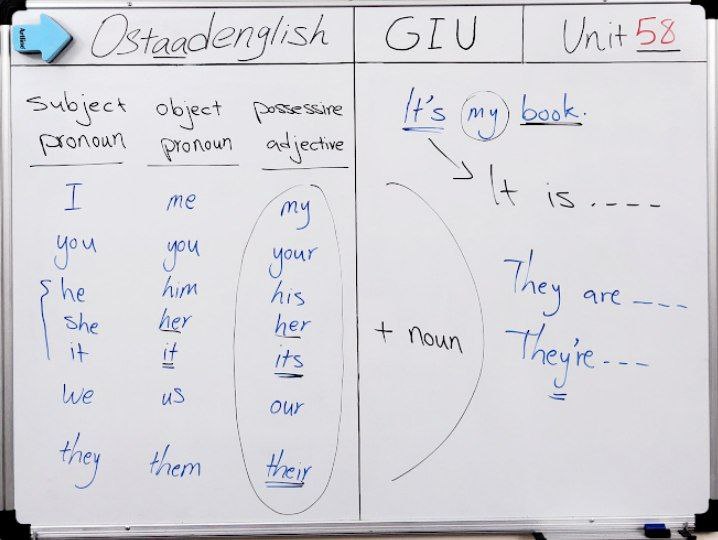 Artline
Ostaadenglish GIU Unit 58
Subject pronoun
object pronoun
possessive adjective
I me my
you you your
he him his
she her her
it it its
we us our
they them their
+ noun
It's my book.
It is ....
They are ---
They're ---